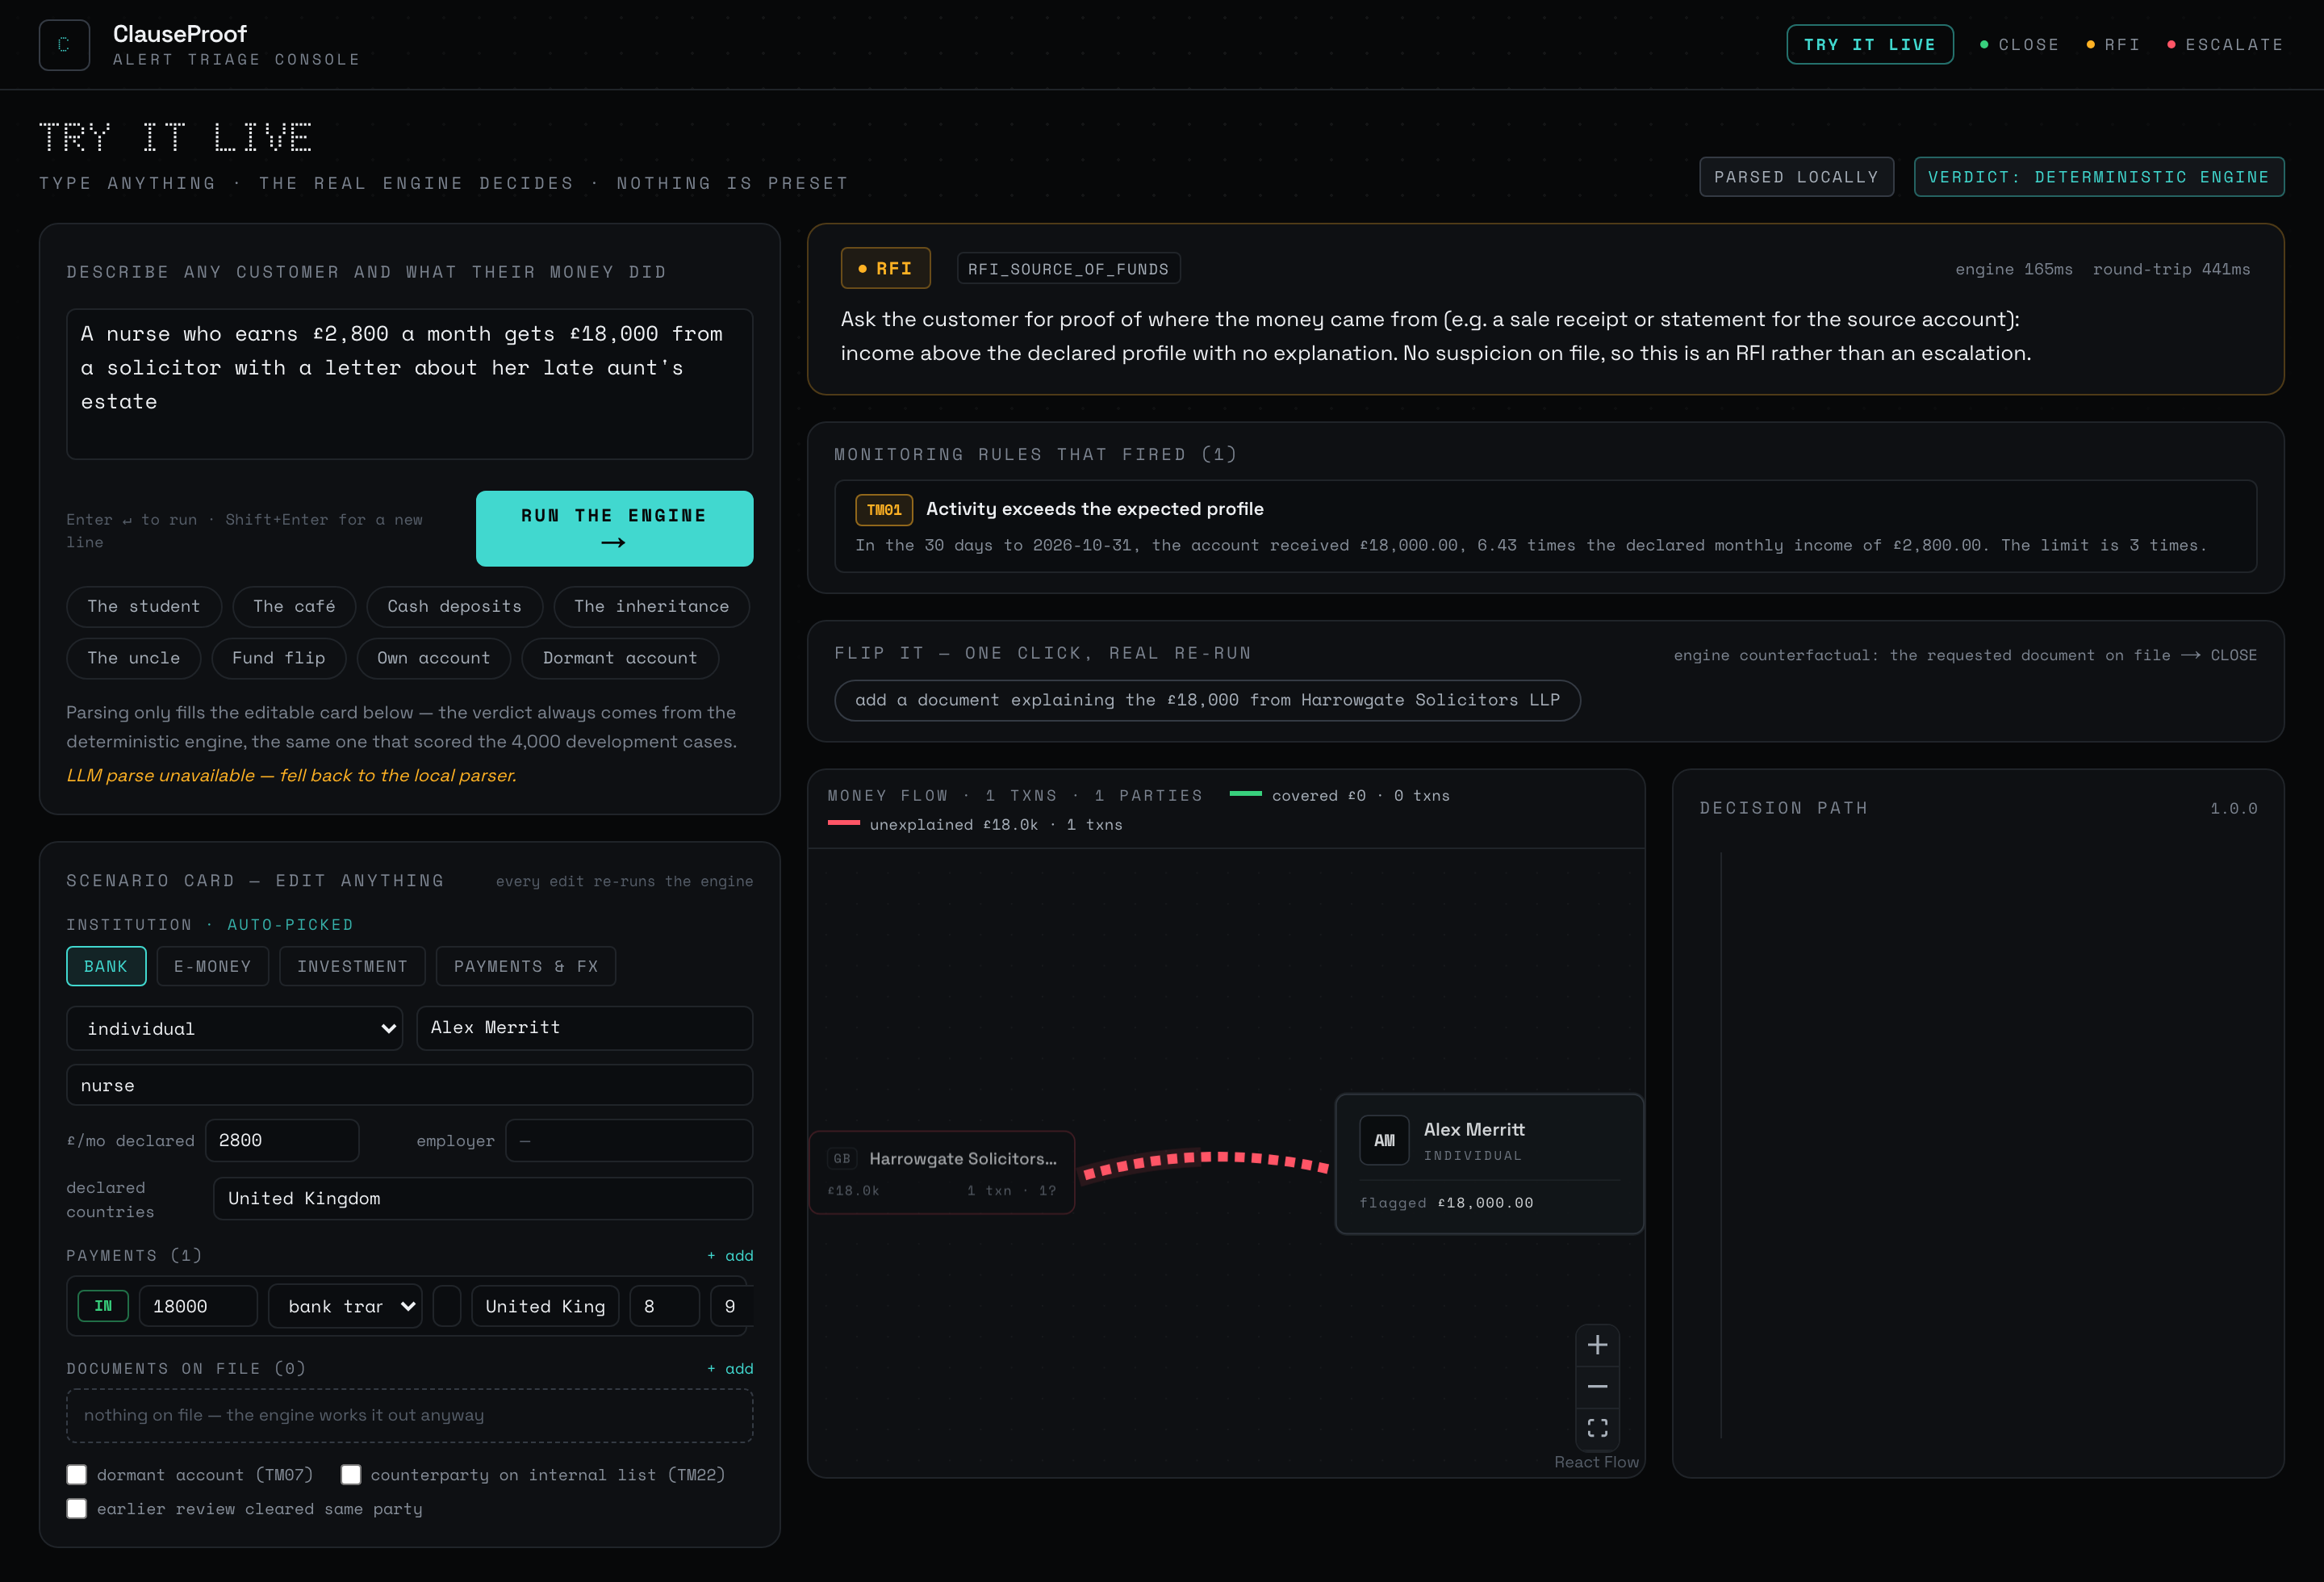 C
ClauseProof
ALERT TRIAGE CONSOLE
TRY IT LIVE
CLOSE
RFI
ESCALATE
TRY IT LIVE
TYPE ANYTHING · THE REAL ENGINE DECIDES · NOTHING IS PRESET
PARSED LOCALLY
VERDICT: DETERMINISTIC ENGINE
DESCRIBE ANY CUSTOMER AND WHAT THEIR MONEY DID
A nurse who earns £2,800 a month gets £18,000 from
a solicitor with a letter about her late aunt's
estate
Enter ↵ to run · Shift+Enter for a new
line
RUN THE ENGINE
→
The student
The café
Cash deposits
The inheritance
The uncle
Fund flip
Own account
Dormant account
Parsing only fills the editable card below — the verdict always comes from the
deterministic engine, the same one that scored the 4,000 development cases.
LLM parse unavailable — fell back to the local parser.
SCENARIO CARD — EDIT ANYTHING
every edit re-runs the engine
INSTITUTION · AUTO-PICKED
BANK
E-MONEY
INVESTMENT
PAYMENTS & FX
individual
Alex Merritt
nurse
£/mo declared
2800
employer
—
declared
countries
United Kingdom
PAYMENTS (1)
+ add
IN
18000
bank trar
United King
8
9
DOCUMENTS ON FILE (0)
+ add
nothing on file — the engine works it out anyway
dormant account (TM07)
counterparty on internal list (TM22)
earlier review cleared same party
RFI
RFI_SOURCE_OF_FUNDS
engine 165ms
round-trip 441ms
Ask the customer for proof of where the money came from (e.g. a sale receipt or statement for the source account):
income above the declared profile with no explanation. No suspicion on file, so this is an RFI rather than an escalation.
MONITORING RULES THAT FIRED (1)
TM01
Activity exceeds the expected profile
In the 30 days to 2026-10-31, the account received £18,000.00, 6.43 times the declared monthly income of £2,800.00. The limit is 3 times.
FLIP IT — ONE CLICK, REAL RE-RUN
engine counterfactual: the requested document on file → CLOSE
add a document explaining the £18,000 from Harrowgate Solicitors LLP
MONEY FLOW · 1 TXNS · 1 PARTIES
covered £0 · 0 txns
unexplained £18.0k · 1 txns
GB
Harrowgate Solicitors…
£18.0k
1 txn · 1?
AM
Alex Merritt
INDIVIDUAL
flagged £18,000.00
React Flow
DECISION PATH
1.0.0